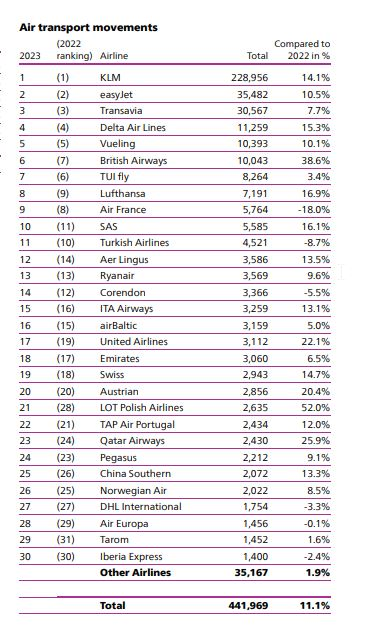 Air transport movements
(2022 Compared to
2023 ranking) Airline Total 2022 in %
1 (1) KLM 228,956 14.1%
2 (2) easyJet 35,482 10.5%
3 (3) Transavia 30,567 7.7%
4 (4) Delta Air Lines 11,259 15.3%
5 (5) Vueling 10,393 10.1%
6 (7) British Airways 10,043 38.6%
7 (6) TUI fly 8,264 3.4%
8 (9) Lufthansa 7,191 16.9%
9 (8) Air France 5,764 -18.0%
10 (11) SAS 5,585 16.1%
11 (10) Turkish Airlines 4,521 -8.7%
12 (14) Aer Lingus 3,586 13.5%
13 (13) Ryanair 3,569 9.6%
14 (12) Corendon 3,366 -5.5%
15 (16) ITA Airways 3,259 13.1%
16 (15) airBaltic 3,159 5.0%
17 (19) United Airlines 3,112 22.1%
18 (17) Emirates 3,060 6.5%
19 (18) Swiss 2,943 14.7%
20 (20) Austrian 2,856 20.4%
21 (28) LOT Polish Airlines 2,635 52.0%
22 (21) TAP Air Portugal 2,434 12.0%
23 (24) Qatar Airways 2,430 25.9%
24 (23) Pegasus 2,212 9.1%
25 (26) China Southern 2,072 13.3%
26 (25) Norwegian Air 2,022 8.5%
27 (27) DHL International 1,754 -3.3%
28 (29) Air Europa 1,456 -0.1%
29 (31) Tarom 1,452 1.6%
30 (30) Iberia Express 1,400 -2.4%
Other Airlines 35,167 1.9%
Total 441,969 11.1%